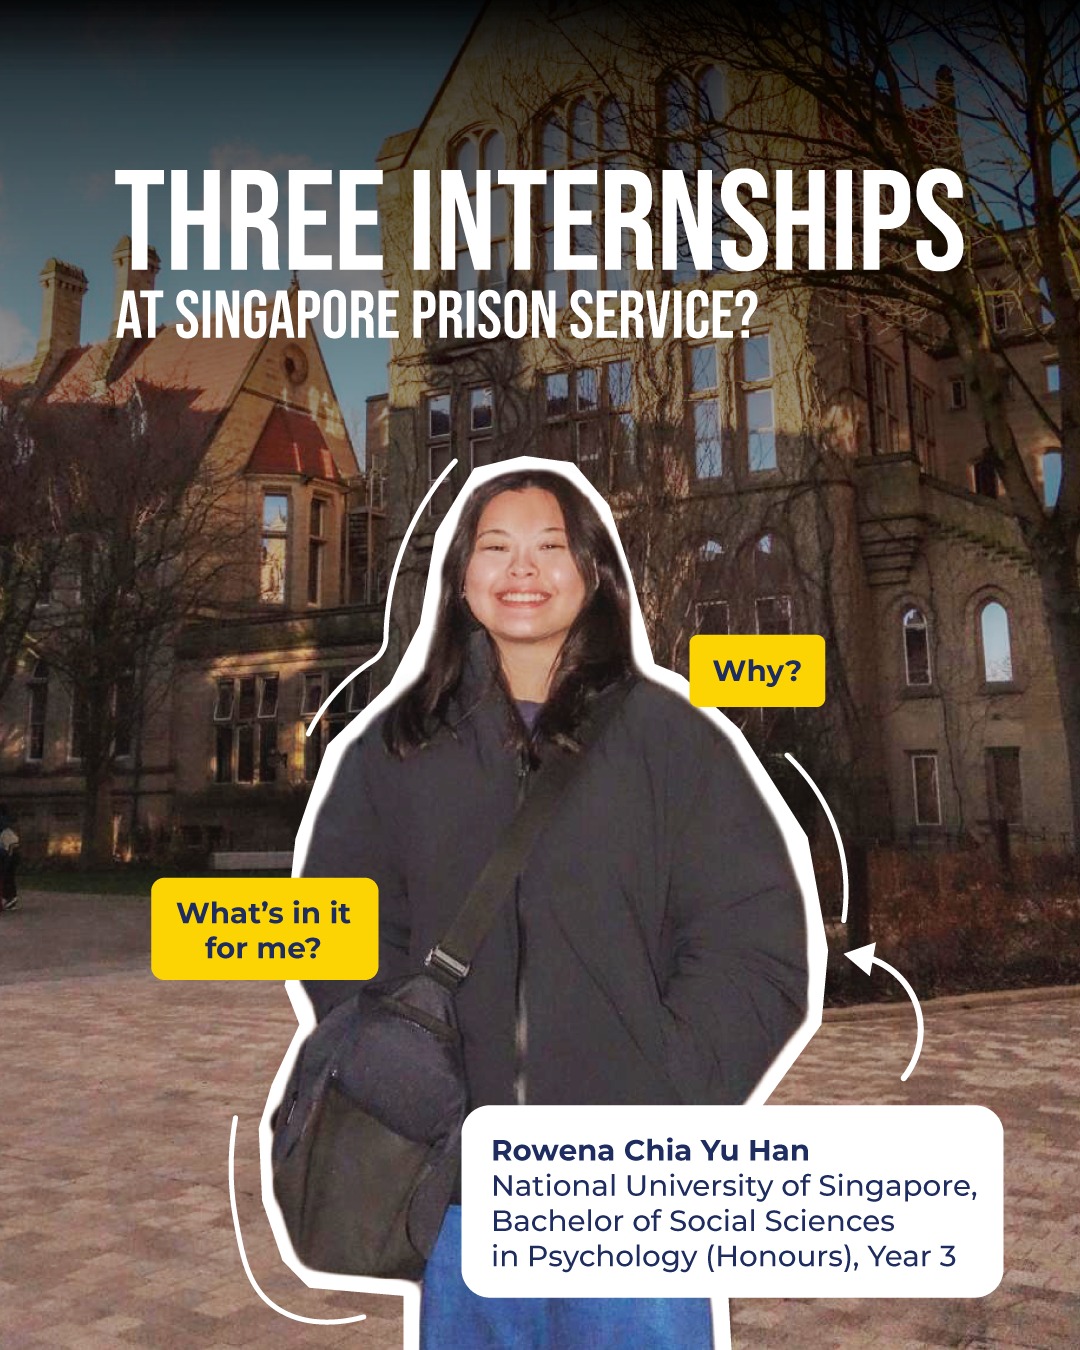 THREE INTERNSHIPS
AT SINGAPORE PRISON SERVICE?
Why?
What's in it
for me?
Rowena Chia Yu Han
National University of Singapore,
Bachelor of Social Sciences
in Psychology (Honours), Year 3